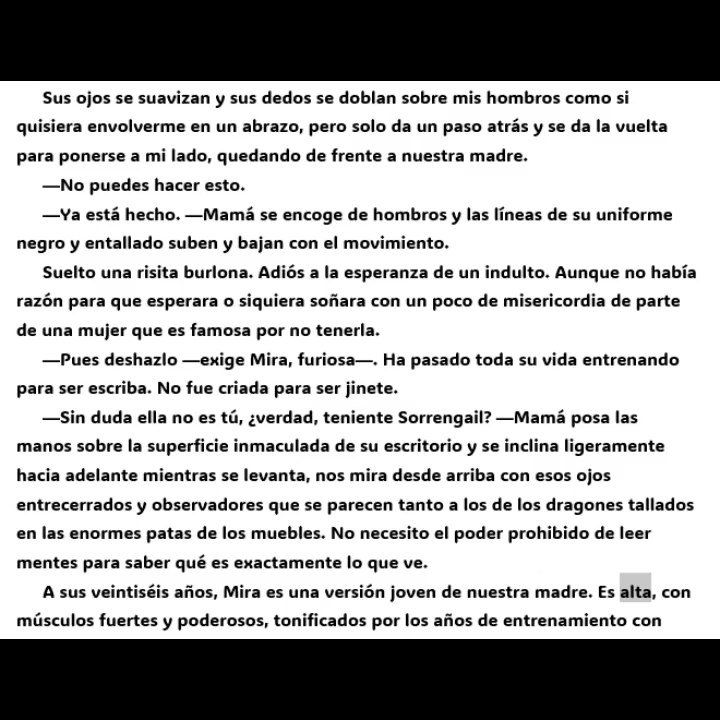 Sus ojos se suavizan y sus dedos se doblan sobre mis hombros como si
quisiera envolverme en un abrazo, pero solo da un paso atrás y se da la vuelta
para ponerse a mi lado, quedando de frente a nuestra madre.
—No puedes hacer esto.
—Ya está hecho. —Mamá se encoge de hombros y las líneas de su uniforme
negro y entallado suben y bajan con el movimiento.
Suelto una risita burlona. Adiós a la esperanza de un indulto. Aunque no había
razón para que esperara o siquiera soñara con un poco de misericordia de parte
de una mujer que es famosa por no tenerla.
—Pues deshazlo —exige Mira, furiosa—. Ha pasado toda su vida entrenando
para ser escriba. No fue criada para ser jinete.
—Sin duda ella no es tú, ¿verdad, teniente Sorrengail? —Mamá posa las
manos sobre la superficie inmaculada de su escritorio y se inclina ligeramente
hacia adelante mientras se levanta, nos mira desde arriba con esos ojos
entrecerrados y observadores que se parecen tanto a los de los dragones tallados
en las enormes patas de los muebles. No necesito el poder prohibido de leer
mentes para saber qué es exactamente lo que ve.
A sus veintiséis años, Mira es una versión joven de nuestra madre. Es alta, con
músculos fuertes y poderosos, tonificados por los años de entrenamiento con